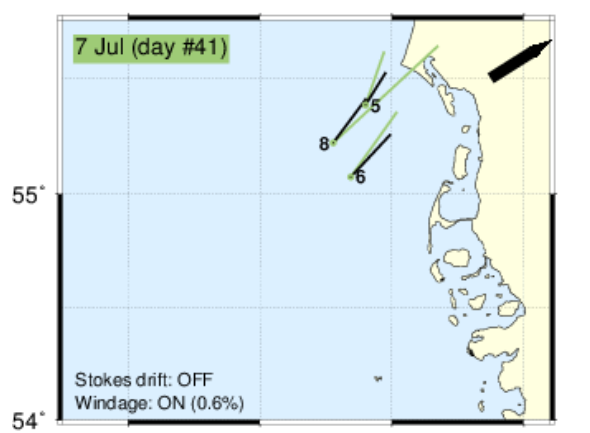 7 Jul (day #41)
5
8
6
55°
Stokes drift: OFF
Windage: ON (0.6%)
54°